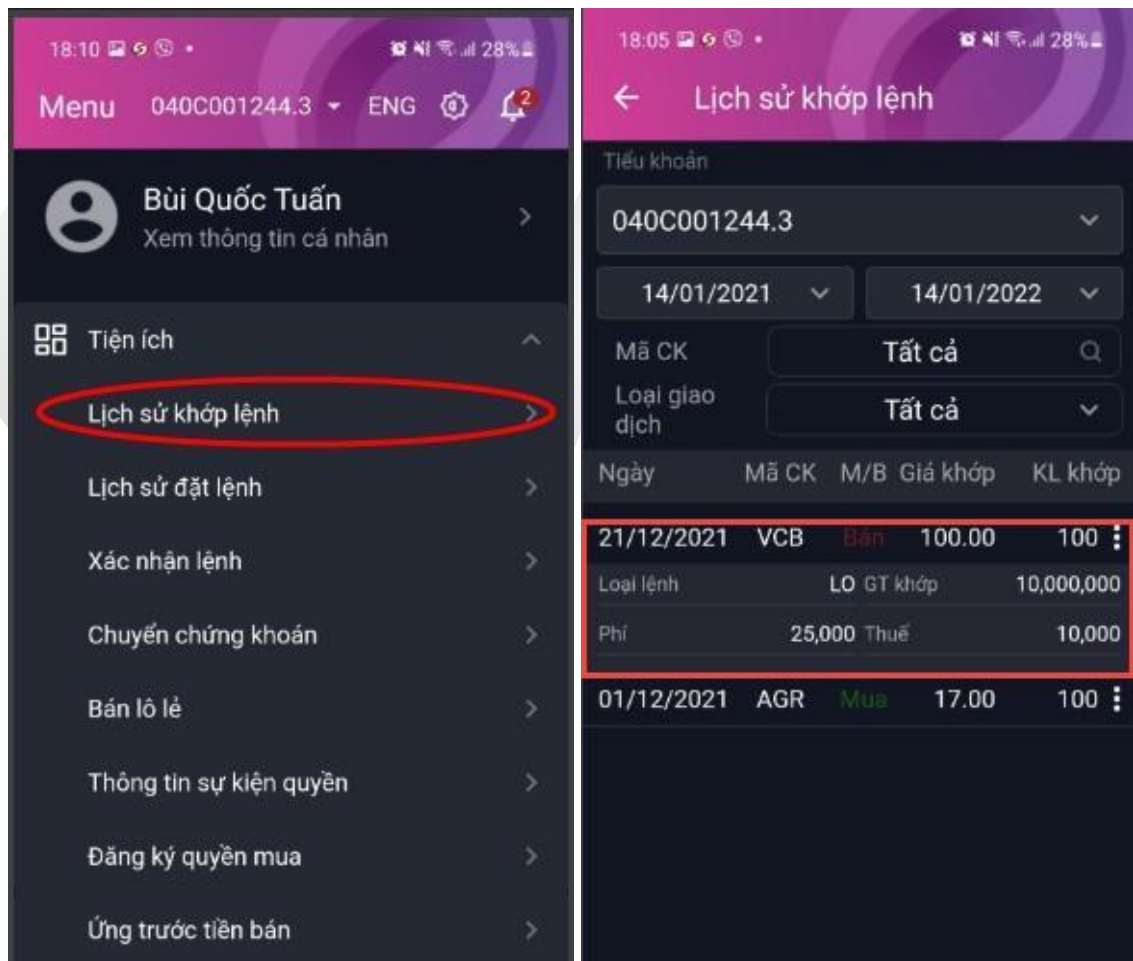 18:10 28%
Menu 040C001244.3 ENG 2
Bùi Quốc Tuấn
Xem thông tin cá nhân
Tiện ích
Lịch sử khớp lệnh
Lịch sử đặt lệnh
Xác nhận lệnh
Chuyển chứng khoán
Bán lô lẻ
Thông tin sự kiện quyền
Đăng ký quyền mua
Ứng trước tiền bán
18:05 28%
Lịch sử khớp lệnh
Tiểu khoản
040C001244.3
14/01/2021 14/01/2022
Mã CK Tất cả
Loại giao dịch Tất cả
Ngày Mã CK M/B Giá khớp KL khớp
21/12/2021 VCB Bán 100.00 100
Loại lệnh LO GT khớp 10,000,000
Phí 25,000 Thuế 10,000
01/12/2021 AGR Mua 17.00 100